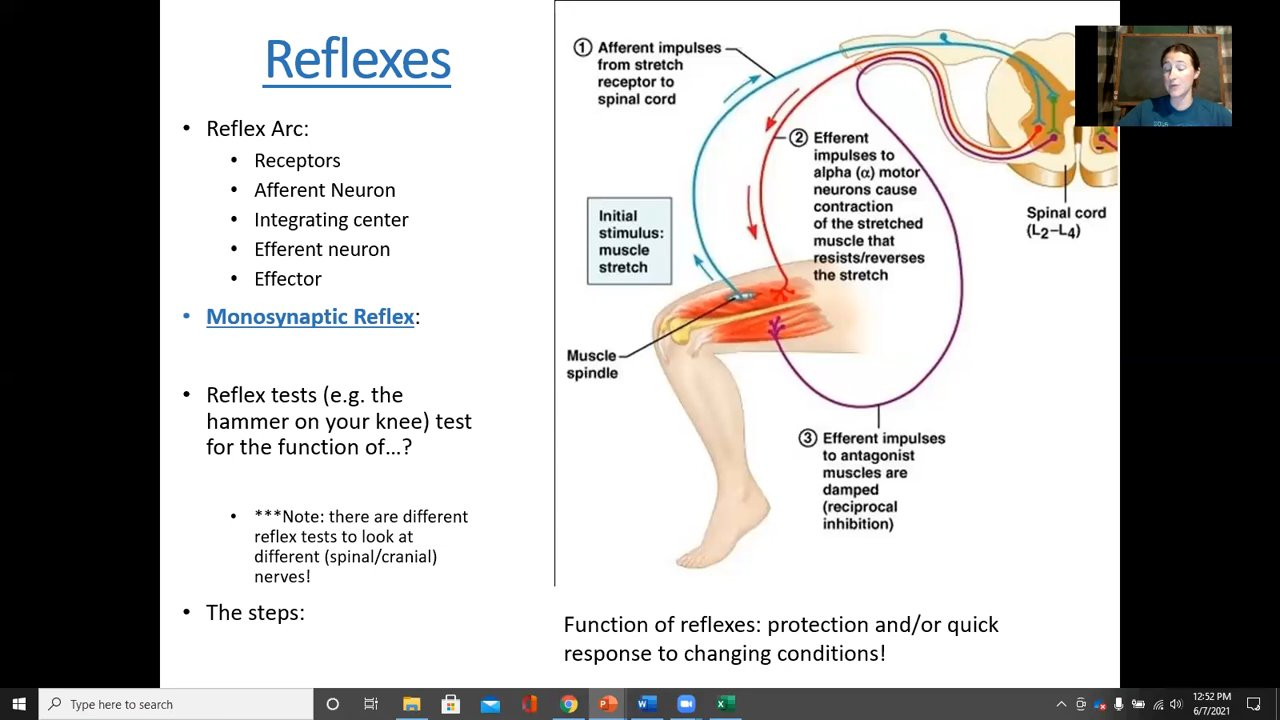 Reflexes
• Reflex Arc:
• Receptors
• Afferent Neuron
• Integrating center
• Efferent neuron
• Effector
• Monosynaptic Reflex:
• Reflex tests (e.g. the
hammer on your knee) test
for the function of...?
• ***Note: there are different
reflex tests to look at
different (spinal/cranial)
nerves!
• The steps:
① Afferent impulses
from stretch
receptor to
spinal cord
② Efferent
impulses to
alpha (α) motor
neurons cause
contraction
of the stretched
muscle that
resists/reverses
the stretch
Initial
stimulus:
muscle
stretch
Spinal cord
(L2–L4)
Muscle
spindle
③ Efferent impulses
to antagonist
muscles are
damped
(reciprocal
inhibition)
Function of reflexes: protection and/or quick
response to changing conditions!
Type here to search
12:52 PM
6/7/2021